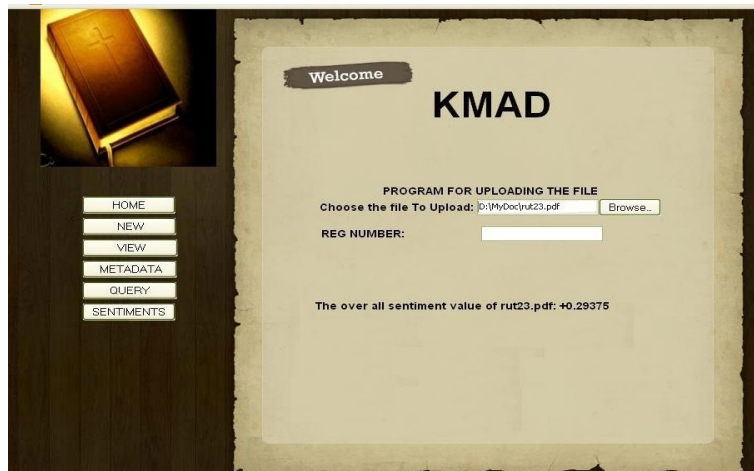 Welcome
KMAD
PROGRAM FOR UPLOADING THE FILE
Choose the file To Upload: D:\MyDoc\rut23.pdf Browse..
REG NUMBER:
The over all sentiment value of rut23.pdf: +0.29375
HOME
NEW
VIEW
METADATA
QUERY
SENTIMENTS